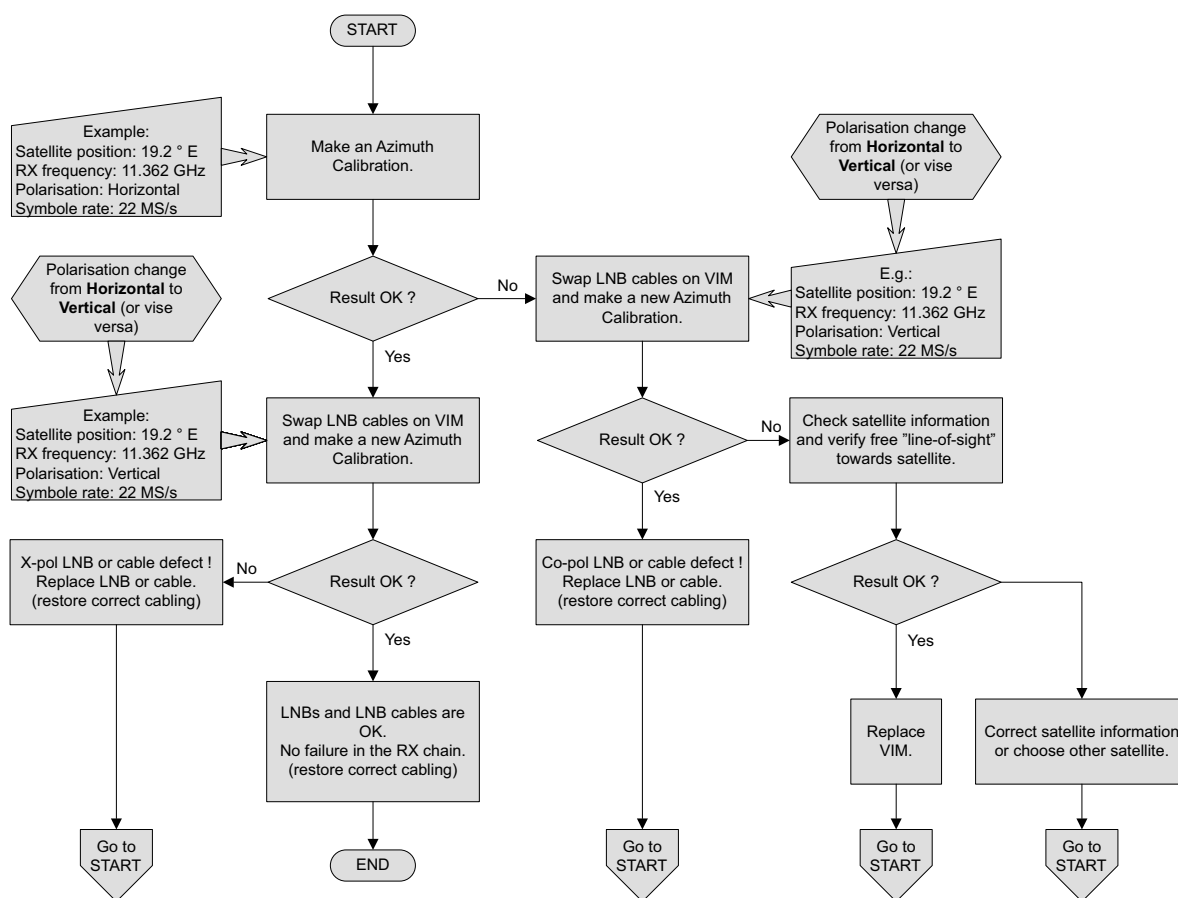 START
Example:
Satellite position: 19.2 ° E
RX frequency: 11.362 GHz
Polarisation: Horizontal
Symbole rate: 22 MS/s
Make an Azimuth
Calibration.
Polarisation change
from Horizontal to
Vertical (or vise
versa)
Polarisation change
from Horizontal to
Vertical (or vise
versa)
Result OK ?
No
Swap LNB cables on VIM
and make a new Azimuth
Calibration.
E.g.:
Satellite position: 19.2 ° E
RX frequency: 11.362 GHz
Polarisation: Vertical
Symbole rate: 22 MS/s
Yes
Example:
Satellite position: 19.2 ° E
RX frequency: 11.362 GHz
Polarisation: Vertical
Symbole rate: 22 MS/s
Swap LNB cables on VIM
and make a new Azimuth
Calibration.
Result OK ?
No
Check satellite information
and verify free "line-of-sight"
towards satellite.
Yes
X-pol LNB or cable defect !
Replace LNB or cable.
(restore correct cabling)
No
Result OK ?
Co-pol LNB or cable defect !
Replace LNB or cable.
(restore correct cabling)
Result OK ?
Yes
Yes
LNBs and LNB cables are
OK.
No failure in the RX chain.
(restore correct cabling)
Replace
VIM.
Correct satellite information
or choose other satellite.
Go to
START
END
Go to
START
Go to
START
Go to
START